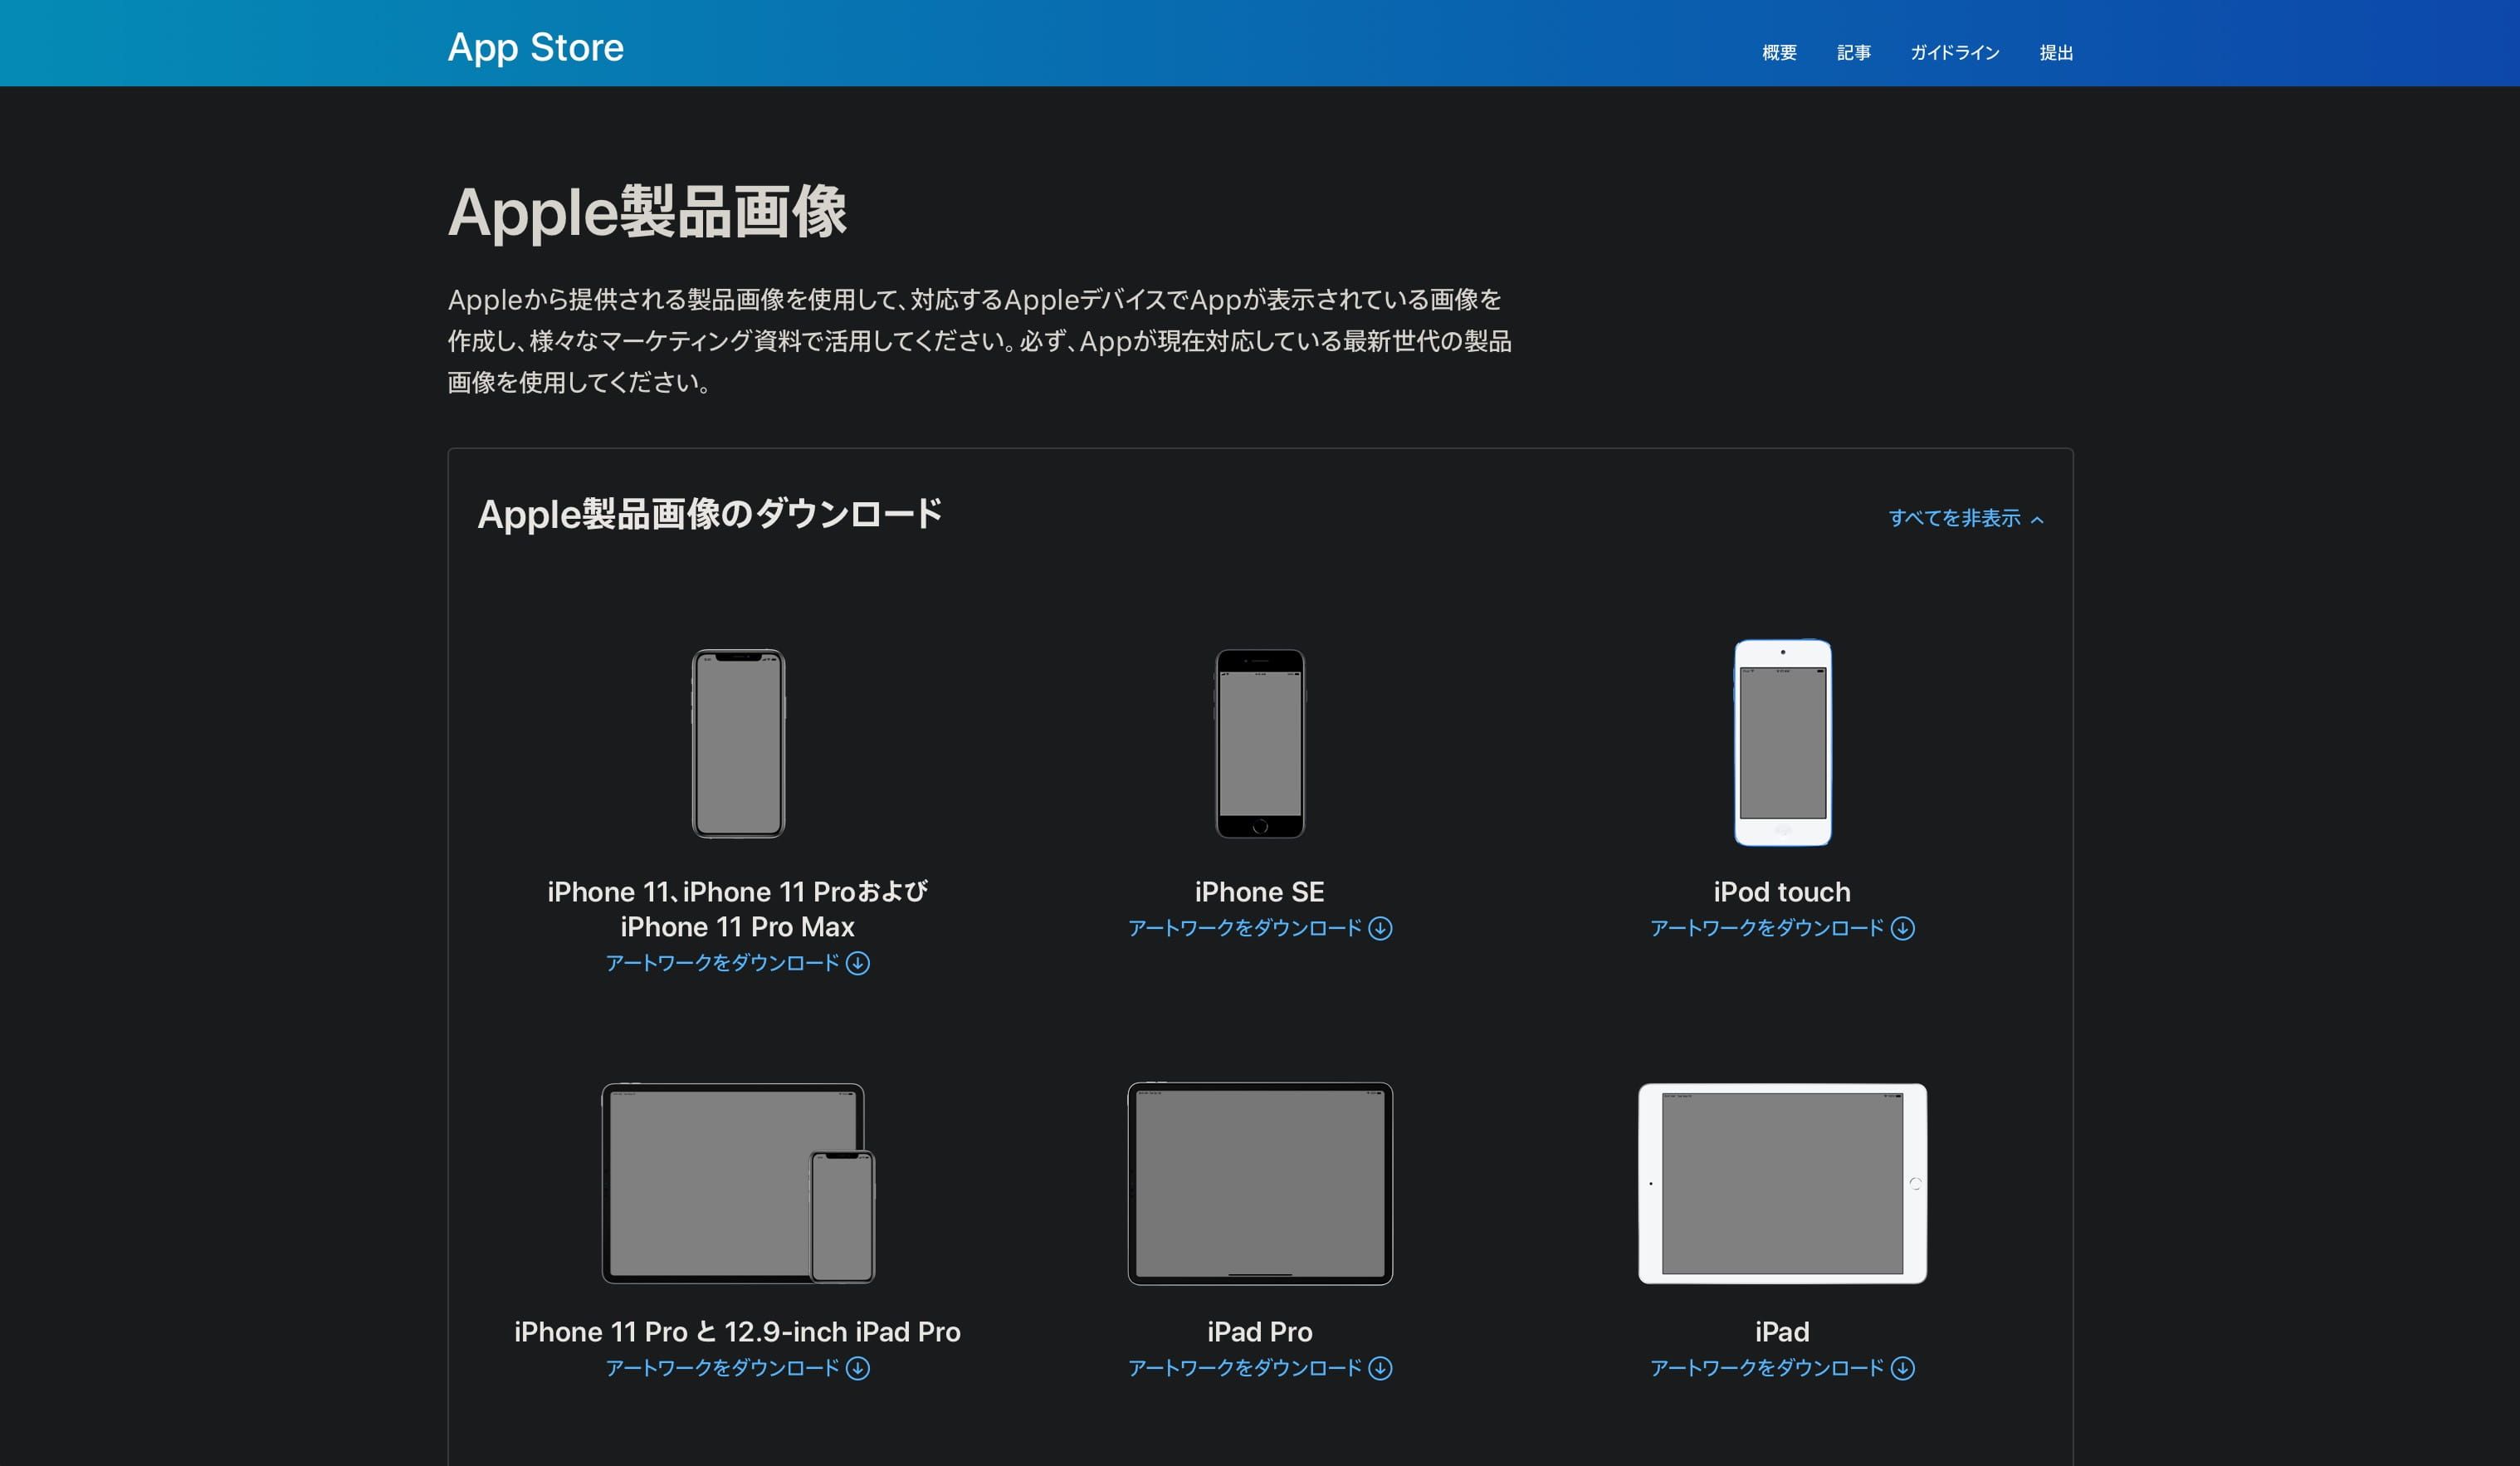 App Store
概要 記事 ガイドライン 提出
Apple製品画像
Appleから提供される製品画像を使用して、対応するAppleデバイスでAppが表示されている画像を
作成し、様々なマーケティング資料で活用してください。必ず、Appが現在対応している最新世代の製品
画像を使用してください。
Apple製品画像のダウンロード
すべてを非表示
iPhone 11、iPhone 11 Proおよび
iPhone 11 Pro Max
アートワークをダウンロード
iPhone SE
アートワークをダウンロード
iPod touch
アートワークをダウンロード
iPhone 11 Pro と 12.9-inch iPad Pro
アートワークをダウンロード
iPad Pro
アートワークをダウンロード
iPad
アートワークをダウンロード